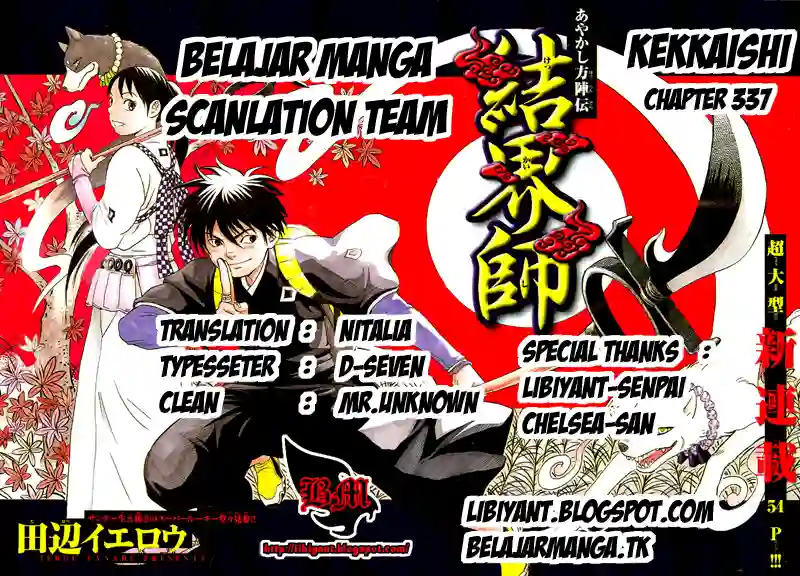 BELAJAR MANGA
SCANLATION TEAM
あやかし方陣伝
結界師
KEKKAISHI
CHAPTER 337
超大型
新連載
54P!!!
TRANSLATION : NITALIA
TYPESSETER : D-SEVEN
CLEAN : MR.UNKNOWN
SPECIAL THANKS :
LIBIYANT-SENPAI
CHELSEA-SAN
B.M
http://libiyant.blogspot.com/
LIBIYANT.BLOGSPOT.COM
BELAJARMANGA.TK
田辺イエロウ